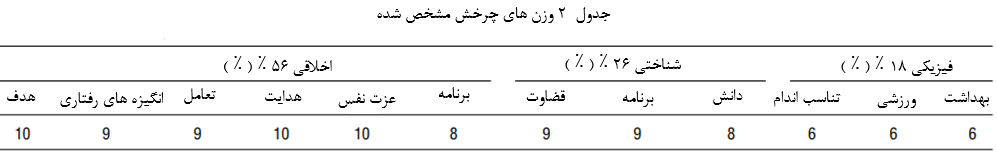 جدول ۲ وزن های چرخش مشخص شده
فیزیکی ۱۸ ٪ ( ٪ ) شناختی ۲۶ ٪ ( ٪ ) اخلاقی ۵۶ ٪ ( ٪ )
بهداشت ورزشی تناسب اندام دانش برنامه قضاوت برنامه عزت نفس هدایت تعامل انگیزه های رفتاری هدف
6 6 6 8 9 9 8 10 10 9 9 10